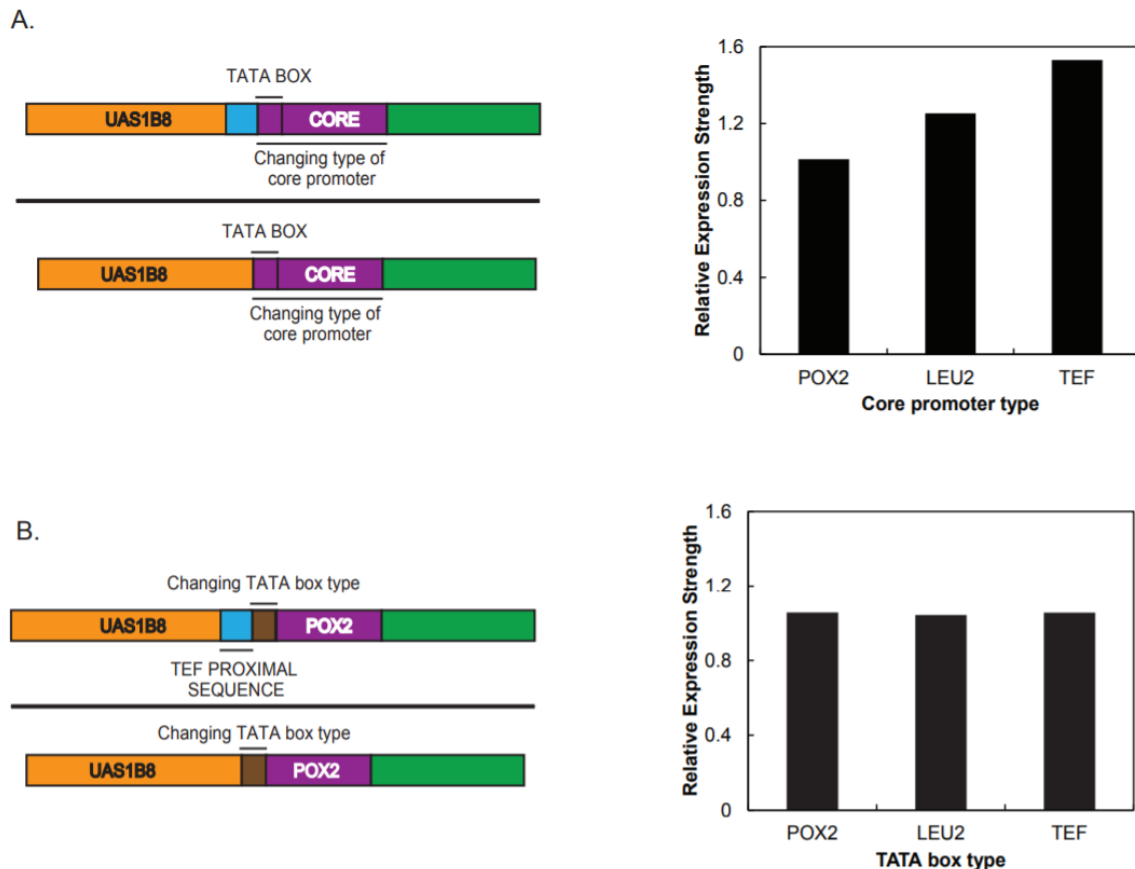 A.
TATA BOX
UAS1B8 CORE
Changing type of
core promoter
TATA BOX
UAS1B8 CORE
Changing type of
core promoter
Relative Expression Strength
1.6
1.2
0.8
0.4
0
POX2 LEU2 TEF
Core promoter type
B.
Changing TATA box type
UAS1B8 POX2
TEF PROXIMAL
SEQUENCE
Changing TATA box type
UAS1B8 POX2
Relative Expression Strength
1.6
1.2
0.8
0.4
0
POX2 LEU2 TEF
TATA box type